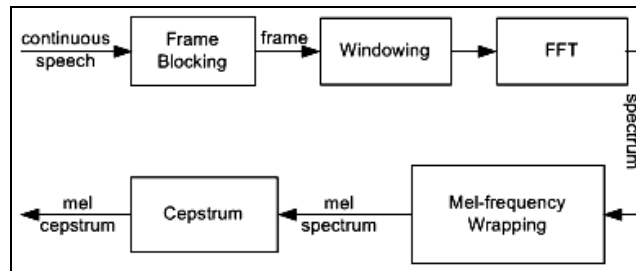 continuous
speech
Frame
Blocking
frame
Windowing
FFT
spectrum
Mel-frequency
Wrapping
mel
spectrum
Cepstrum
mel
cepstrum